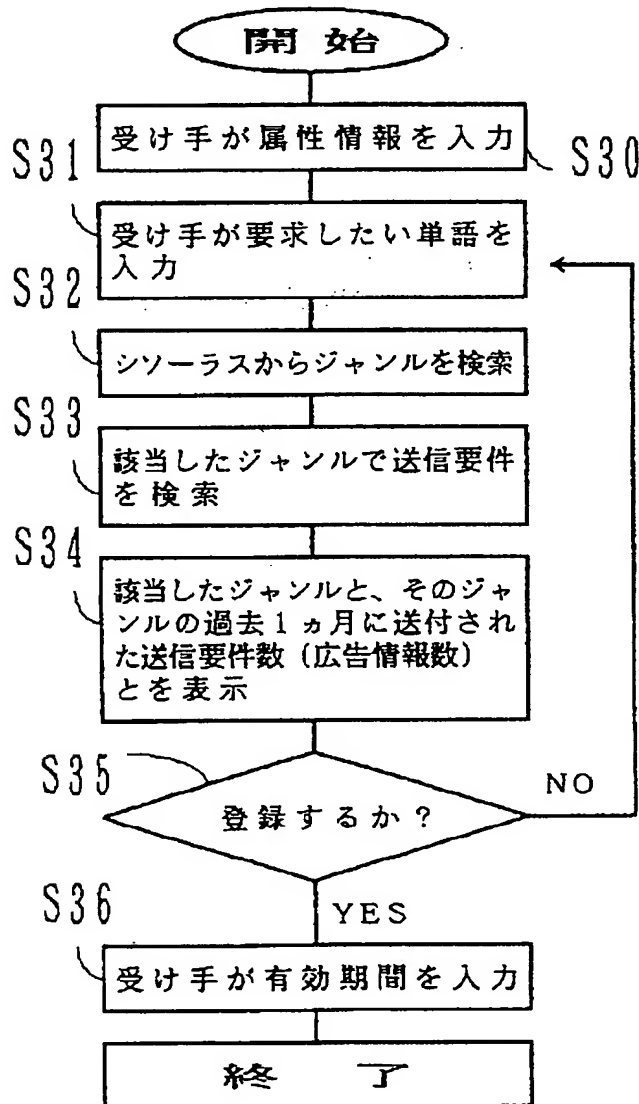 開始
受け手が属性情報を入力
S30
S31
受け手が要求したい単語を
入力
S32
シソーラスからジャンルを検索
S33
該当したジャンルで送信要件
を検索
S34
該当したジャンルと、そのジャ
ンルの過去1ヵ月に送付され
た送信要件数(広告情報数)
とを表示
S35
登録するか?
NO
YES
S36
受け手が有効期間を入力
終了